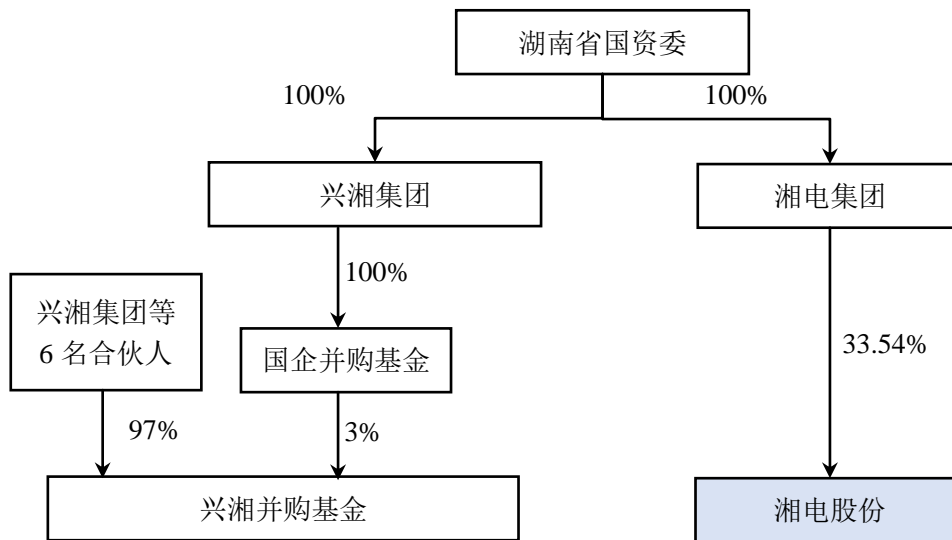 湖南省国资委
100%
100%
兴湘集团
湘电集团
100%
兴湘集团等
6 名合伙人
国企并购基金
33.54%
97%
3%
兴湘并购基金
湘电股份